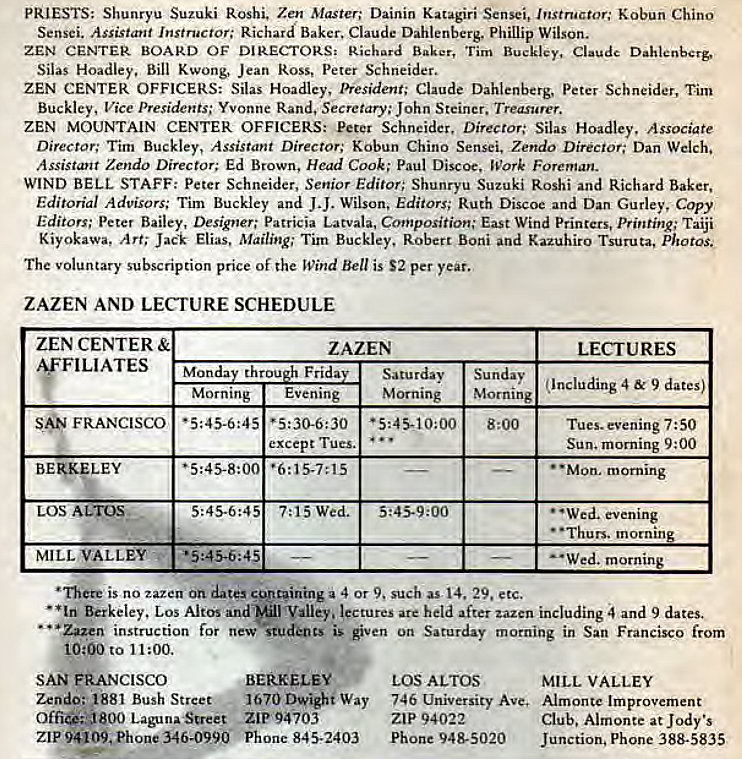 PRIESTS: Shunryu Suzuki Roshi, Zen Master; Dainin Katagiri Sensei, Instructor; Kobun Chino
Sensei, Assistant Instructor; Richard Baker, Claude Dahlenberg, Phillip Wilson.
ZEN CENTER BOARD OF DIRECTORS: Richard Baker, Tim Buckley, Claude Dahlenberg,
Silas Hoadley, Bill Kwong, Jean Ross, Peter Schneider.
ZEN CENTER OFFICERS: Silas Hoadley, President; Claude Dahlenberg, Peter Schneider, Tim
Buckley, Vice Presidents; Yvonne Rand, Secretary; John Steiner, Treasurer.
ZEN MOUNTAIN CENTER OFFICERS: Peter Schneider, Director; Silas Hoadley, Associate
Director; Tim Buckley, Assistant Director; Kobun Chino Sensei, Zendo Director; Dan Welch,
Assistant Zendo Director; Ed Brown, Head Cook; Paul Discoe, Work Foreman.
WIND BELL STAFF: Peter Schneider, Senior Editor; Shunryu Suzuki Roshi and Richard Baker,
Editorial Advisors; Tim Buckley and J.J. Wilson, Editors; Ruth Discoe and Dan Gurley, Copy
Editors; Peter Bailey, Designer; Patricia Latvala, Composition; East Wind Printers, Printing; Taiji
Kiyokawa, Art; Jack Elias, Mailing; Tim Buckley, Robert Boni and Kazuhiro Tsuruta, Photos.
The voluntary subscription price of the Wind Bell is $2 per year.
ZAZEN AND LECTURE SCHEDULE
ZEN CENTER & ZAZEN LECTURES
AFFILIATES Monday through Friday Saturday Sunday (Including 4 & 9 dates)
Morning Evening Morning Morning
SAN FRANCISCO *5:45-6:45 *5:30-6:30 *5:45-10:00 8:00 Tues. evening 7:50
except Tues. *** Sun. morning 9:00
BERKELEY *5:45-8:00 *6:15-7:15 — — **Mon. morning
LOS ALTOS 5:45-6:45 7:15 Wed. 5:45-9:00 **Wed. evening
**Thurs. morning
MILL VALLEY *5:45-6:45 — — — **Wed. morning
*There is no zazen on dates containing a 4 or 9, such as 14, 29, etc.
**In Berkeley, Los Altos and Mill Valley, lectures are held after zazen including 4 and 9 dates.
***Zazen instruction for new students is given on Saturday morning in San Francisco from
10:00 to 11:00.
SAN FRANCISCO BERKELEY LOS ALTOS MILL VALLEY
Zendo: 1881 Bush Street 1670 Dwight Way 746 University Ave. Almonte Improvement
Office: 1800 Laguna Street ZIP 94703 ZIP 94022 Club, Almonte at Jody's
ZIP 94109, Phone 346-0990 Phone 845-2403 Phone 948-5020 Junction, Phone 388-5835